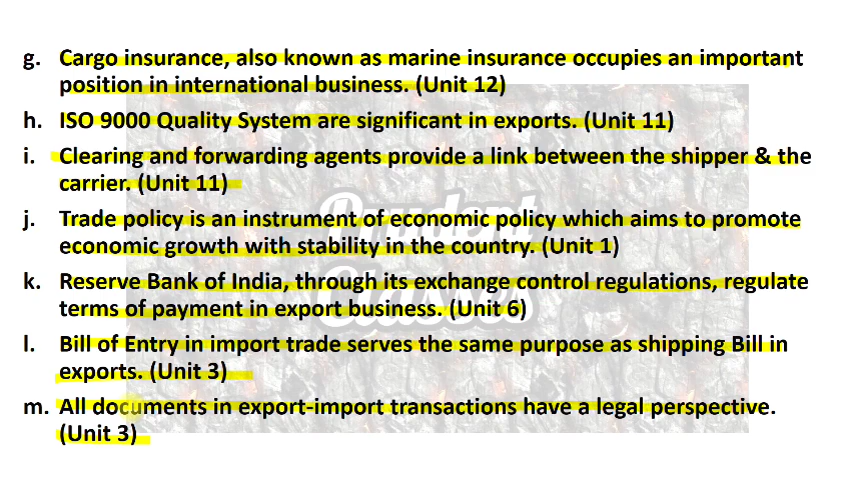 g. Cargo insurance, also known as marine insurance occupies an important
position in international business. (Unit 12)
h. ISO 9000 Quality System are significant in exports. (Unit 11)
i. Clearing and forwarding agents provide a link between the shipper & the
carrier. (Unit 11)
j. Trade policy is an instrument of economic policy which aims to promote
economic growth with stability in the country. (Unit 1)
k. Reserve Bank of India, through its exchange control regulations, regulate
terms of payment in export business. (Unit 6)
l. Bill of Entry in import trade serves the same purpose as shipping Bill in
exports. (Unit 3)
m. All documents in export-import transactions have a legal perspective.
(Unit 3)
Prudent
Classes